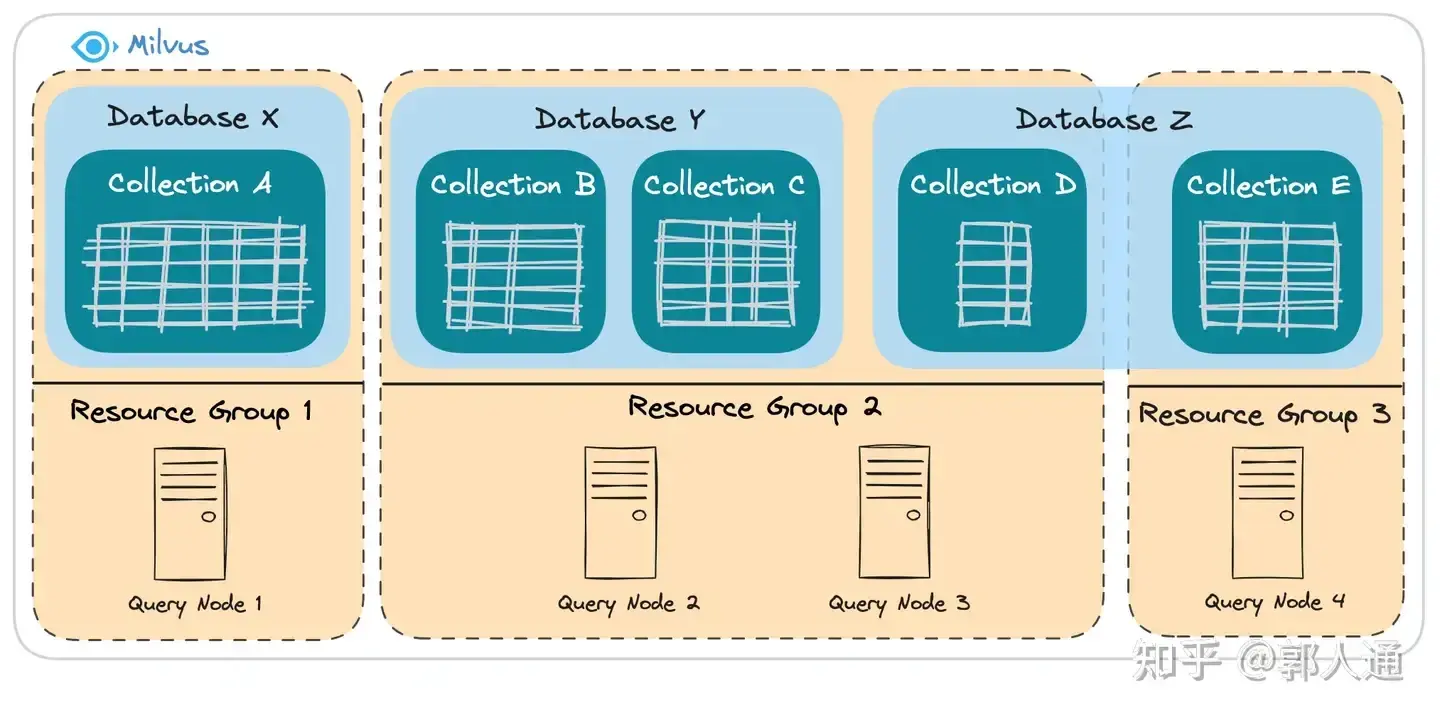 Milvus
Database X
Collection A
Database Y
Collection B
Collection C
Database Z
Collection D
Collection E
Resource Group 1
Query Node 1
Resource Group 2
Query Node 2
Query Node 3
Resource Group 3
Query Node 4
知乎 @郭人通